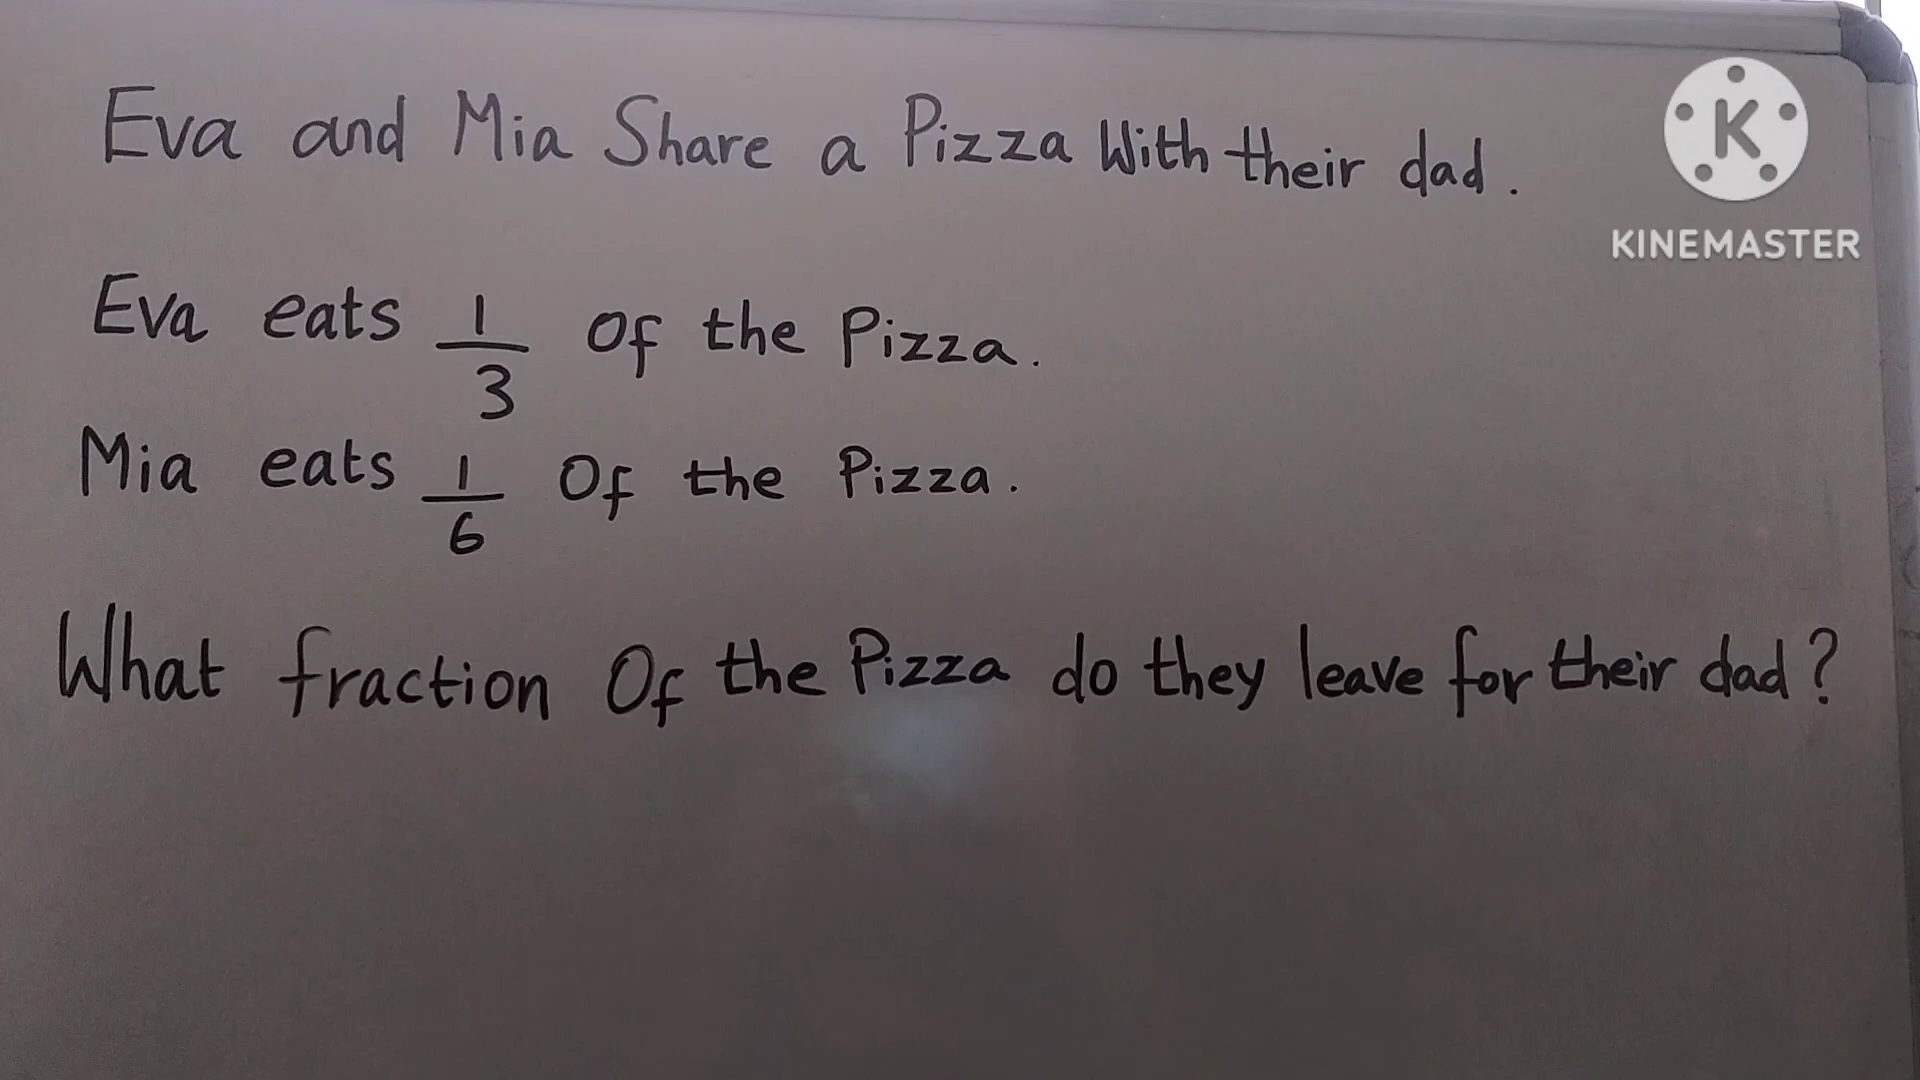 Eva and Mia Share a Pizza With their dad.
K
KINEMASTER
Eva eats 1/3 Of the Pizza.
Mia eats 1/6 Of the Pizza.
What fraction Of the Pizza do they leave for their dad?